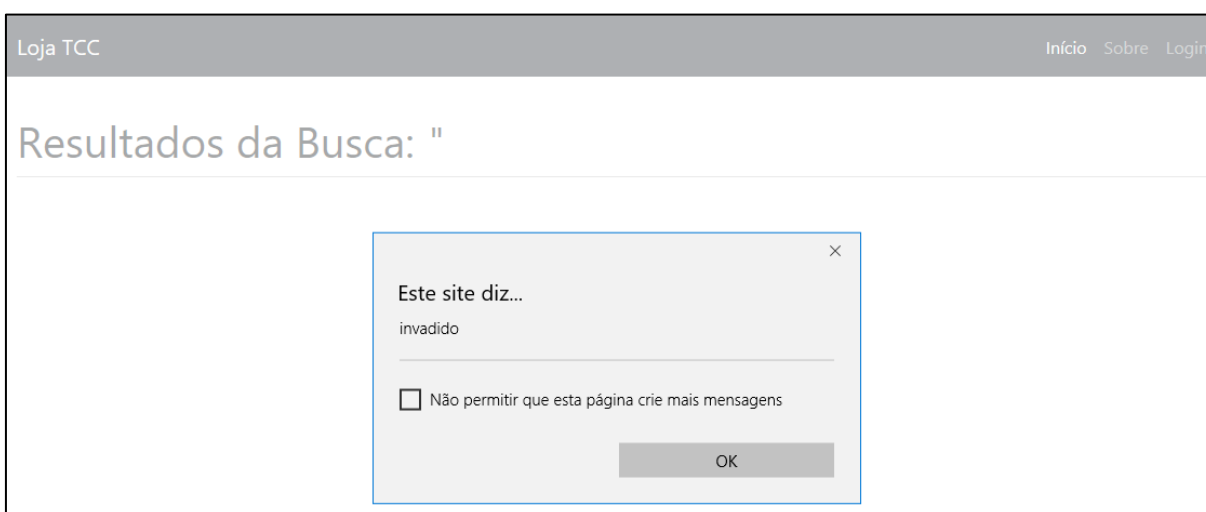 Loja TCC Início Sobre Login
Resultados da Busca: "
Este site diz...
invadido
Não permitir que esta página crie mais mensagens
OK